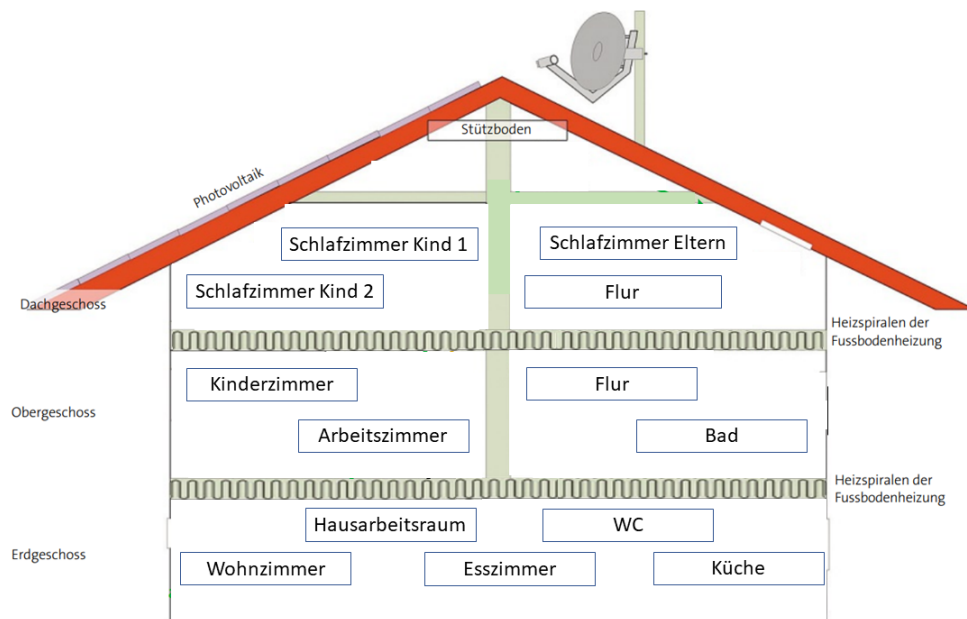 Stützboden
Photovoltaik
Schlafzimmer Kind 1
Schlafzimmer Eltern
Schlafzimmer Kind 2
Flur
Dachgeschoss
Heizspiralen der
Fussbodenheizung
Kinderzimmer
Flur
Obergeschoss
Arbeitszimmer
Bad
Heizspiralen der
Fussbodenheizung
Hausarbeitsraum
WC
Erdgeschoss
Wohnzimmer
Esszimmer
Küche